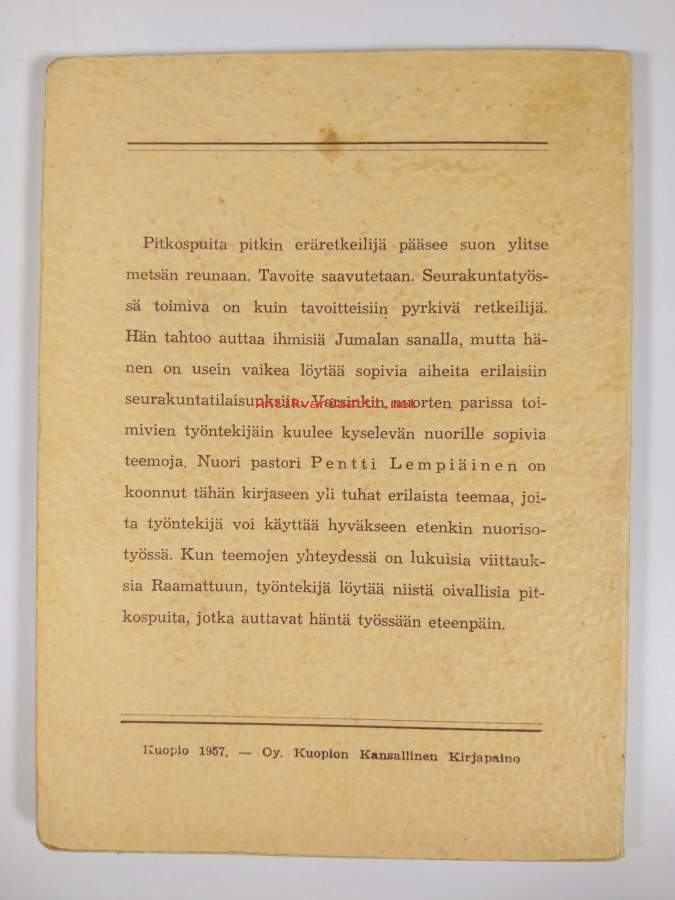 Pitkospuita pitkin eräretkeilijä pääsee suon ylitse
metsän reunaan. Tavoite saavutetaan. Seurakuntatyös-
sä toimiva on kuin tavoitteisiin pyrkivä retkeilijä.
Hän tahtoo auttaa ihmisiä Jumalan sanalla, mutta hä-
nen on usein vaikea löytää sopivia aiheita erilaisiin
seurakuntatilaisuuksiin. Varsinkin nuorten parissa toi-
mivien työntekijäin kuulee kyselevän nuorille sopivia
teemoja. Nuori pastori Pentti Lempiäinen on
koonnut tähän kirjaseen yli tuhat erilaista teemaa, joi-
ta työntekijä voi käyttää hyväkseen etenkin nuoriso-
työssä. Kun teemojen yhteydessä on lukuisia viittauk-
sia Raamattuun, työntekijä löytää niistä oivallisia pit-
kospuita, jotka auttavat häntä työssään eteenpäin.
Kuopio 1957. — Oy. Kuopion Kansallinen Kirjapaino